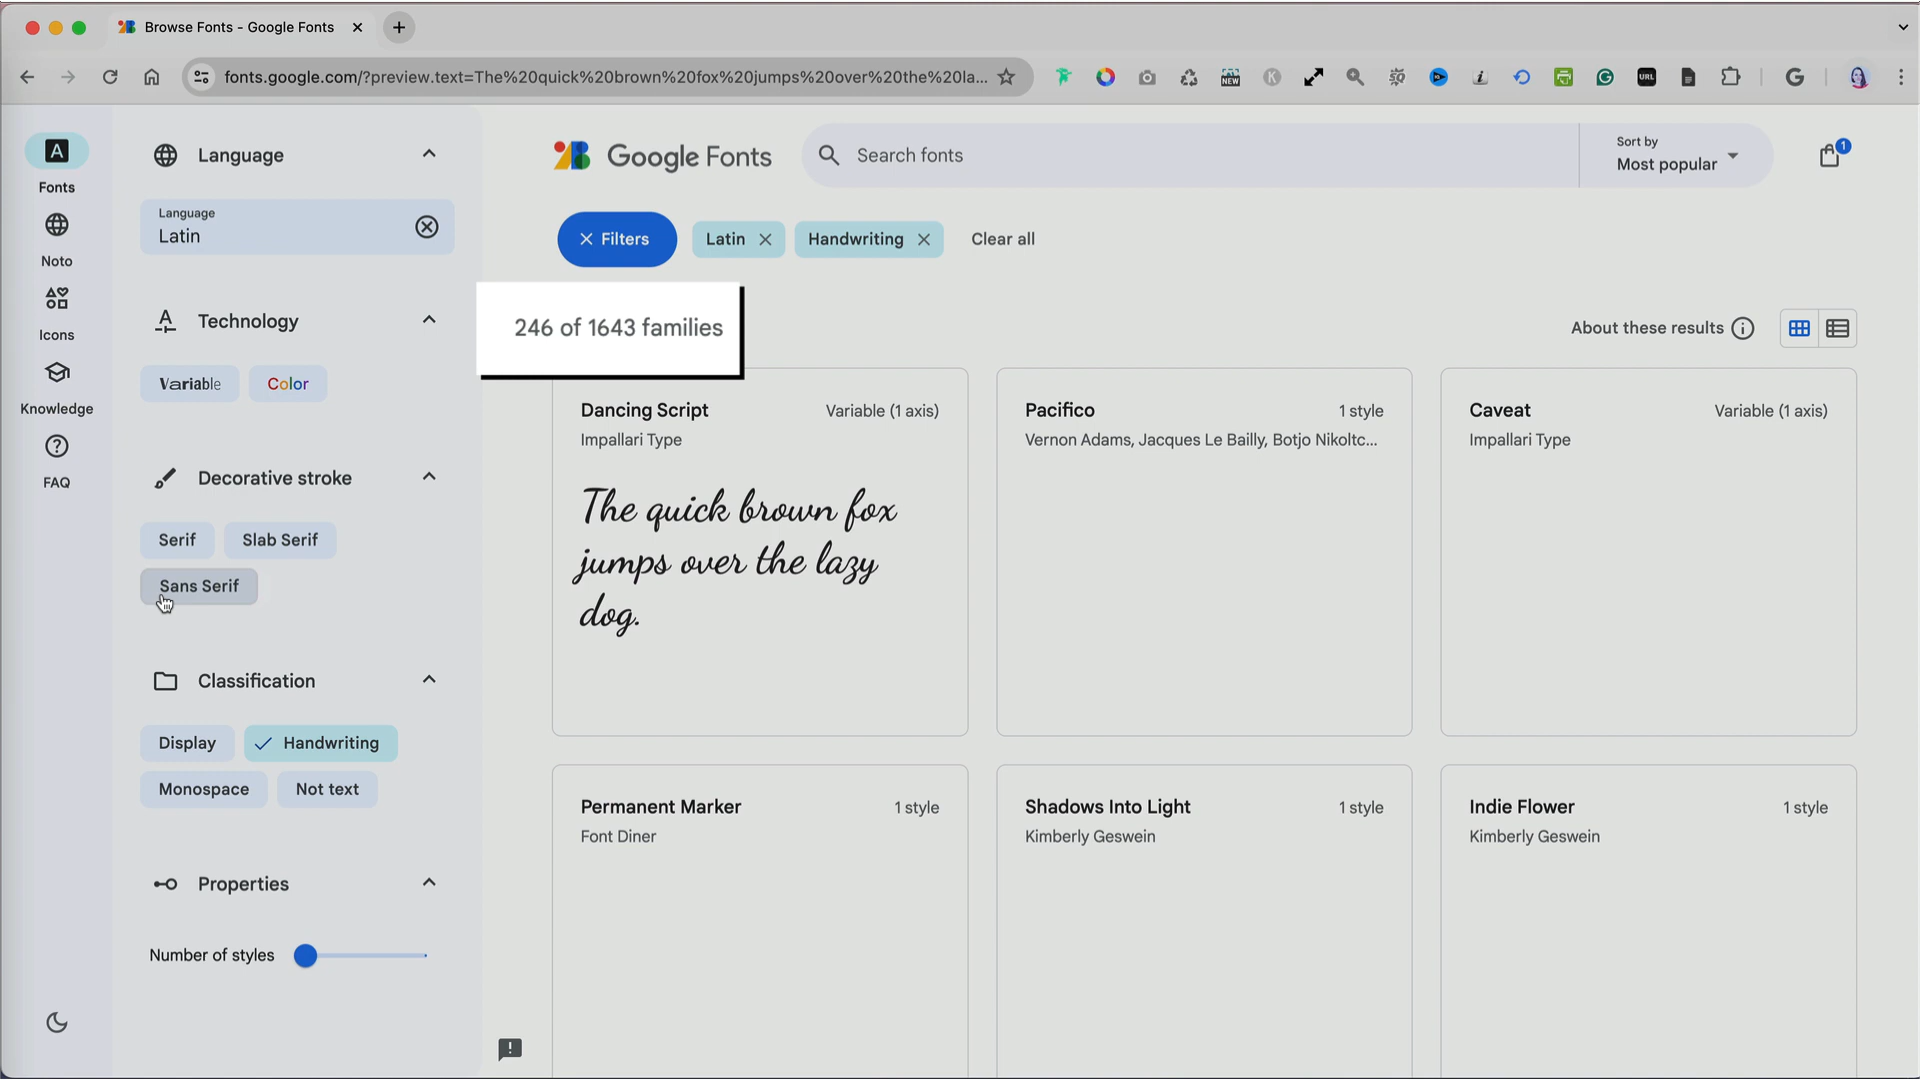 Browse Fonts - Google Fonts
fonts.google.com/?preview.text=The%20quick%20brown%20fox%20jumps%20over%20the%20la...
Fonts
Noto
Icons
Knowledge
FAQ
Language
Language
Latin
Technology
Variable
Color
Decorative stroke
Serif
Slab Serif
Sans Serif
Classification
Display
Handwriting
Monospace
Not text
Properties
Number of styles
Google Fonts
Search fonts
Sort by
Most popular
1
Filters
Latin
Handwriting
Clear all
246 of 1643 families
About these results
Dancing Script
Variable (1 axis)
Impallari Type
The quick brown fox
jumps over the lazy
dog.
Pacifico
1 style
Vernon Adams, Jacques Le Bailly, Botjo Nikoltc...
Caveat
Variable (1 axis)
Impallari Type
Permanent Marker
1 style
Font Diner
Shadows Into Light
1 style
Kimberly Geswein
Indie Flower
1 style
Kimberly Geswein